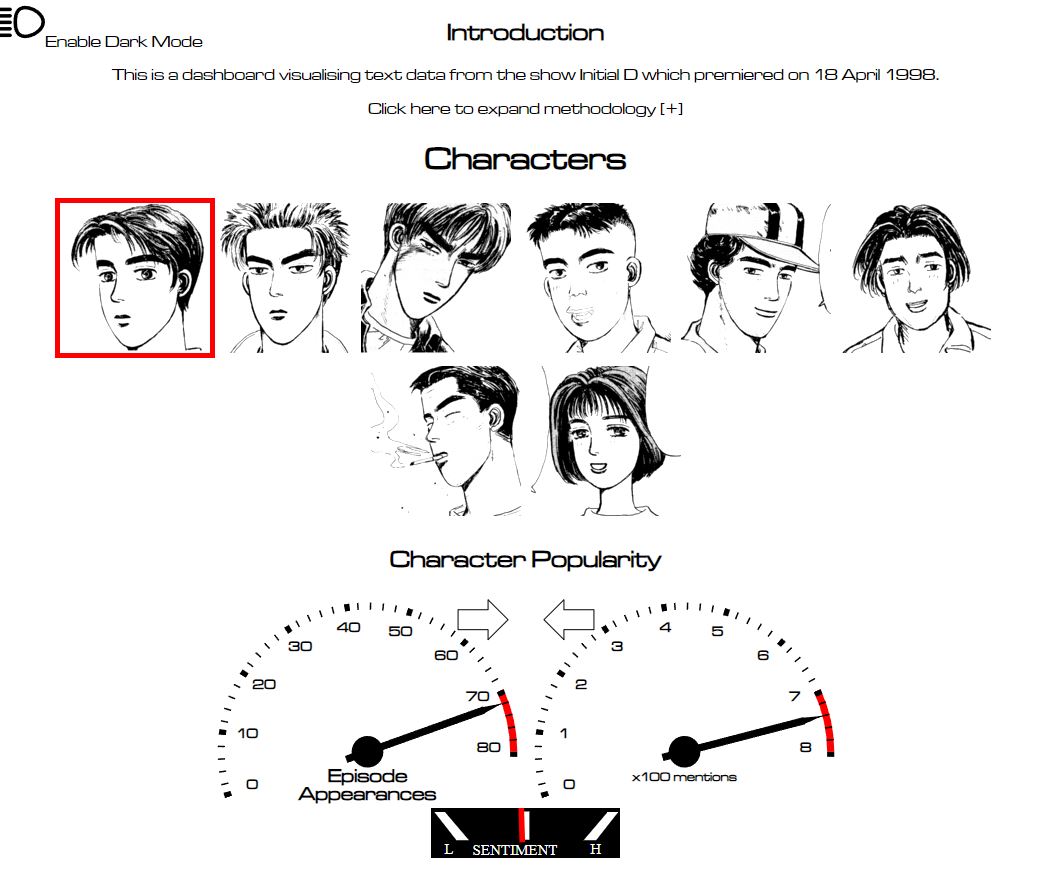 Enable Dark Mode
Introduction
This is a dashboard visualising text data from the show Initial D which premiered on 18 April 1998.
Click here to expand methodology [+]
Characters
Character Popularity
0
10
20
30
40
50
60
70
80
Episode
Appearances
0
1
2
3
4
5
6
7
8
x100 mentions
L SENTIMENT H